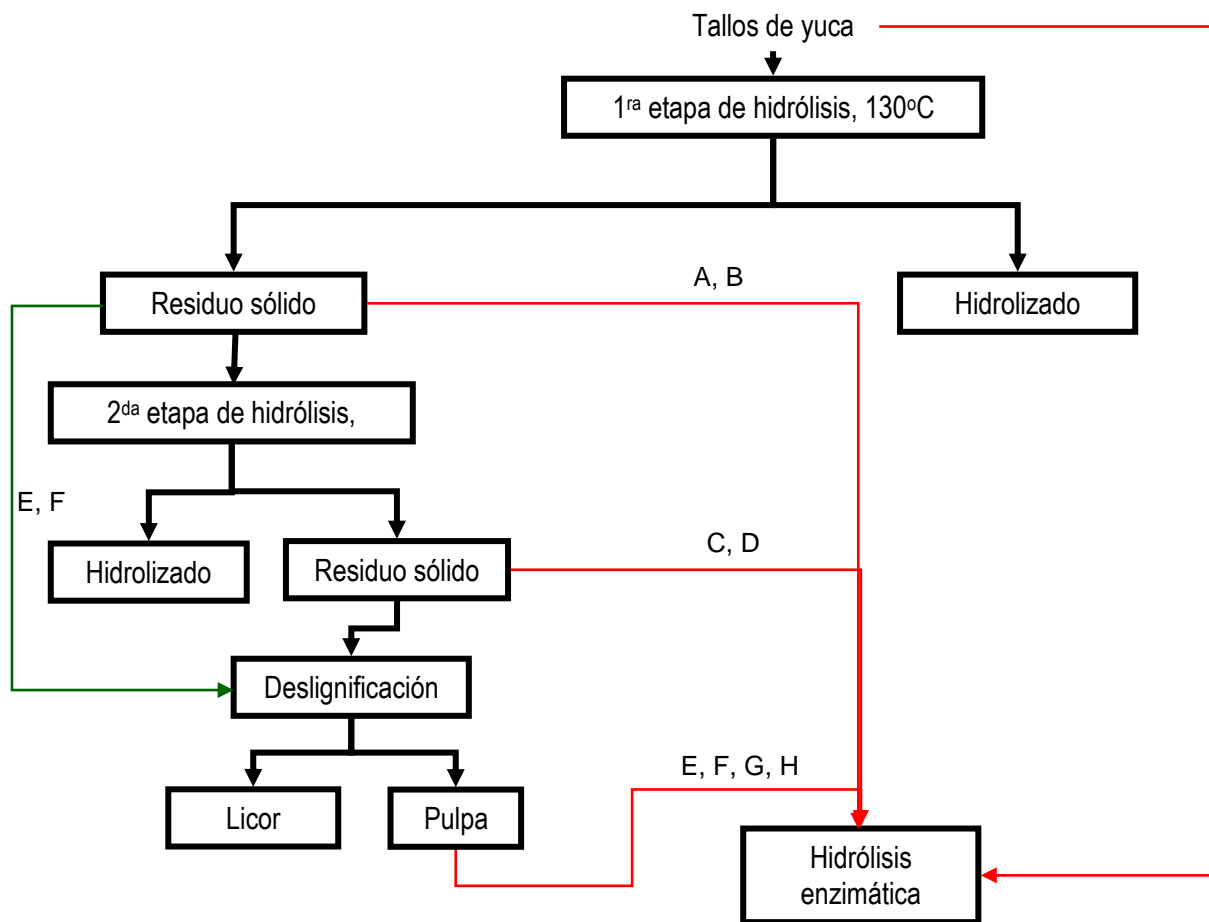 Tallos de yuca
1ra etapa de hidrólisis, 130oC
Residuo sólido
A, B
Hidrolizado
2da etapa de hidrólisis,
E, F
Hidrolizado
Residuo sólido
C, D
Deslignificación
Licor
Pulpa
E, F, G, H
Hidrólisis
enzimática